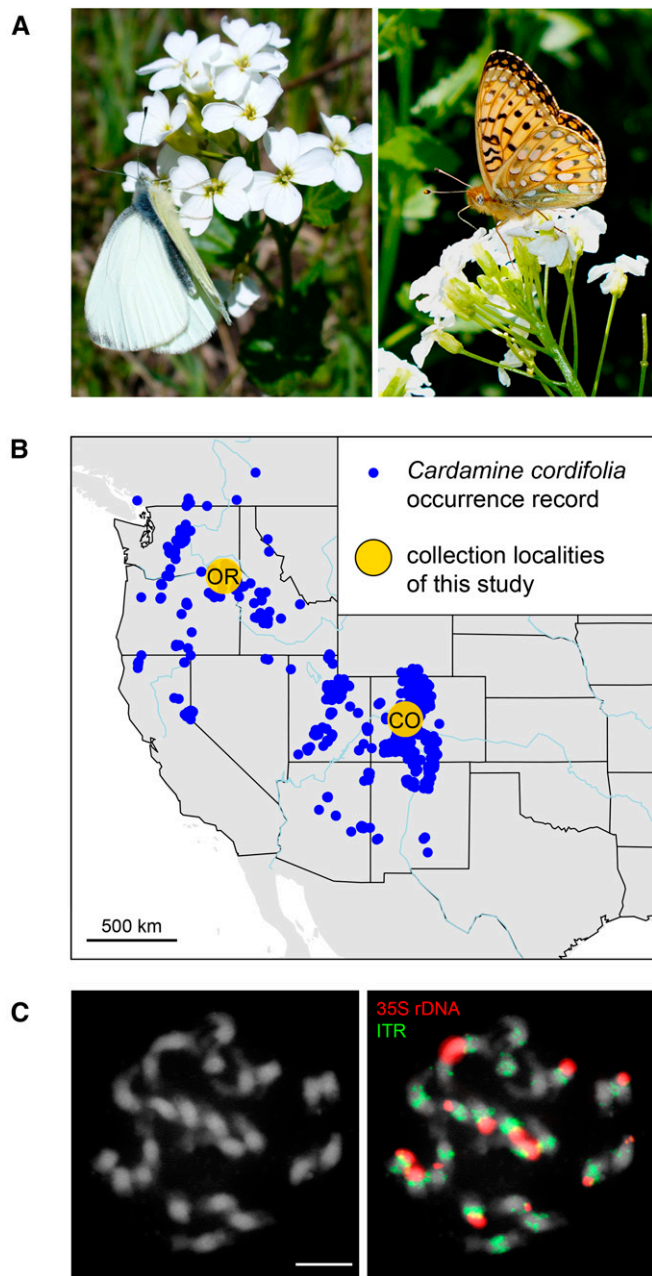 A
B
Cardamine cordifolia
occurrence record
collection localities
of this study
OR
CO
500 km
C
35S rDNA
ITR